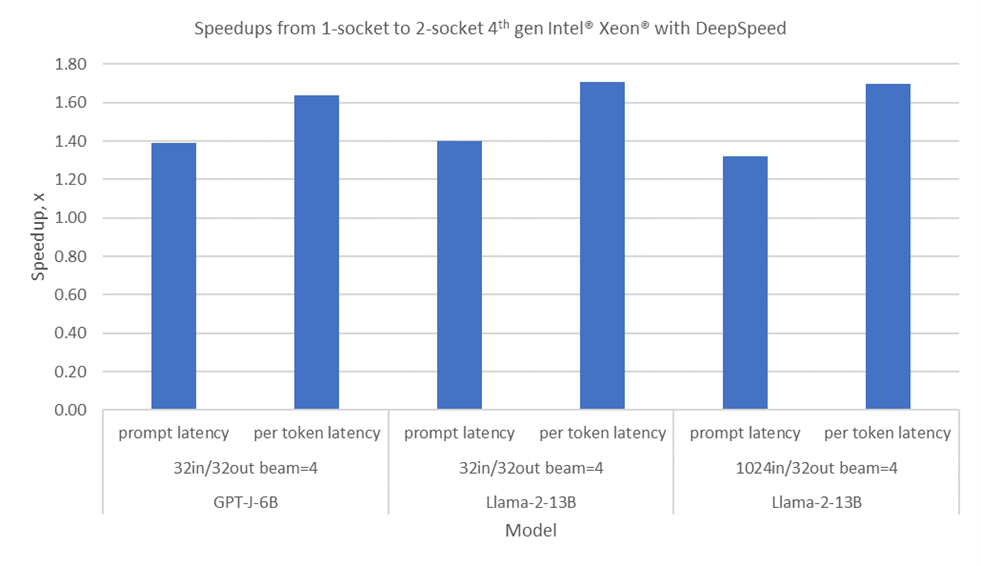 Speedups from 1-socket to 2-socket 4th gen Intel® Xeon® with DeepSpeed
1.80
1.60
1.40
1.20
1.00
0.80
0.60
0.40
0.20
0.00
Speedup, x
prompt latency per token latency prompt latency per token latency prompt latency per token latency
32in/32out beam=4 32in/32out beam=4 1024in/32out beam=4
GPT-J-6B Llama-2-13B Llama-2-13B
Model